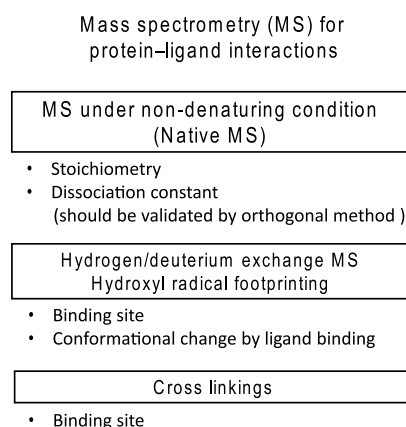 Mass spectrometry (MS) for
protein–ligand interactions
MS under non-denaturing condition
(Native MS)
• Stoichiometry
• Dissociation constant
(should be validated by orthogonal method )
Hydrogen/deuterium exchange MS
Hydroxyl radical footprinting
• Binding site
• Conformational change by ligand binding
Cross linkings
• Binding site